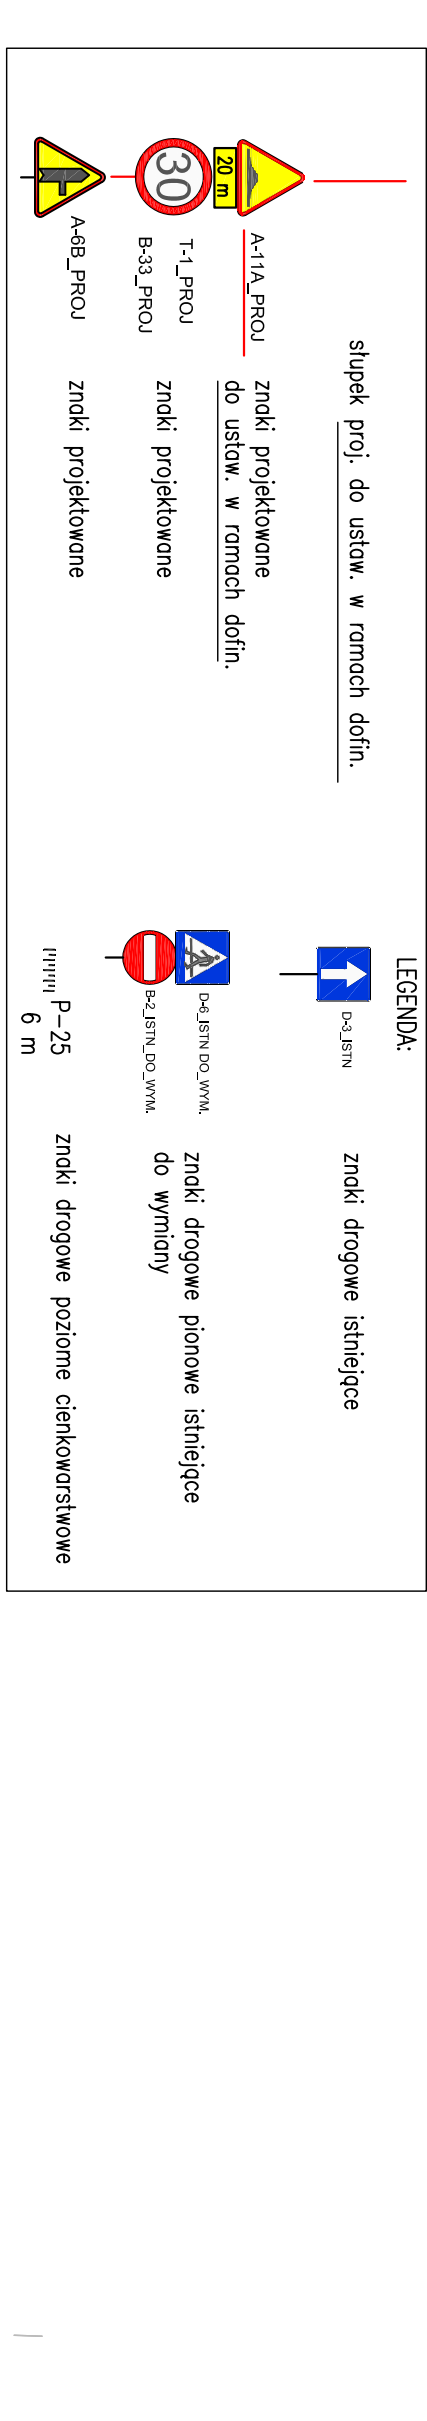 LEGENDA:
słupek proj. do ustaw. w ramach dofin.
A-11A_PROJ
znaki projektowane
do ustaw. w ramach dofin.
20 m
T-1_PROJ
30
B-33_PROJ
znaki projektowane
A-6B_PROJ
znaki projektowane
D-3_ISTN
znaki drogowe istniejące
D-6_ISTN DO_WYM.
B-2_ISTN_DO_WYM.
znaki drogowe pionowe istniejące
do wymiany
P-25
6 m
znaki drogowe poziome cienkowarstwowe